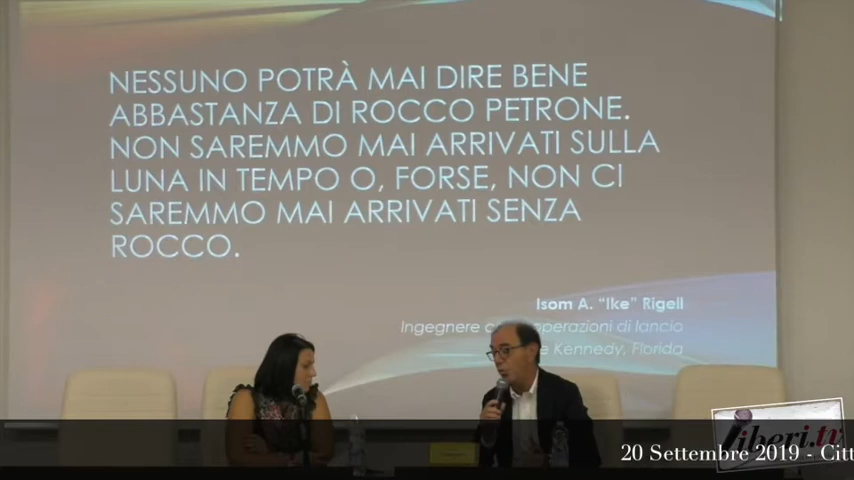 NESSUNO POTRÀ MAI DIRE BENE
ABBASTANZA DI ROCCO PETRONE.
NON SAREMMO MAI ARRIVATI SULLA
LUNA IN TEMPO O, FORSE, NON CI
SAREMMO MAI ARRIVATI SENZA
ROCCO.
Isom A. “Ike” Rigell
Ingegnere operazioni di lancio
Kennedy, Florida
liberi.tv
20 Settembre 2019 - Citt